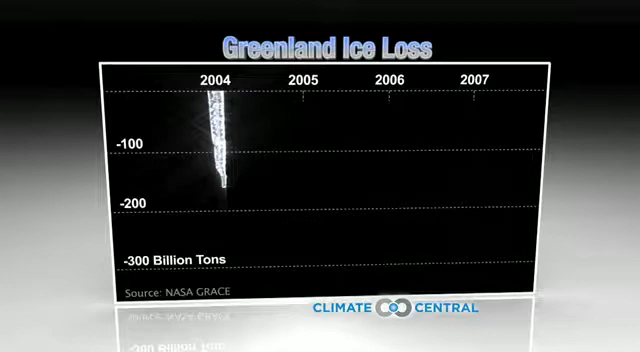 Greenland Ice Loss
2004 2005 2006 2007
-100
-200
-300 Billion Tons
Source: NASA GRACE
CLIMATE CENTRAL